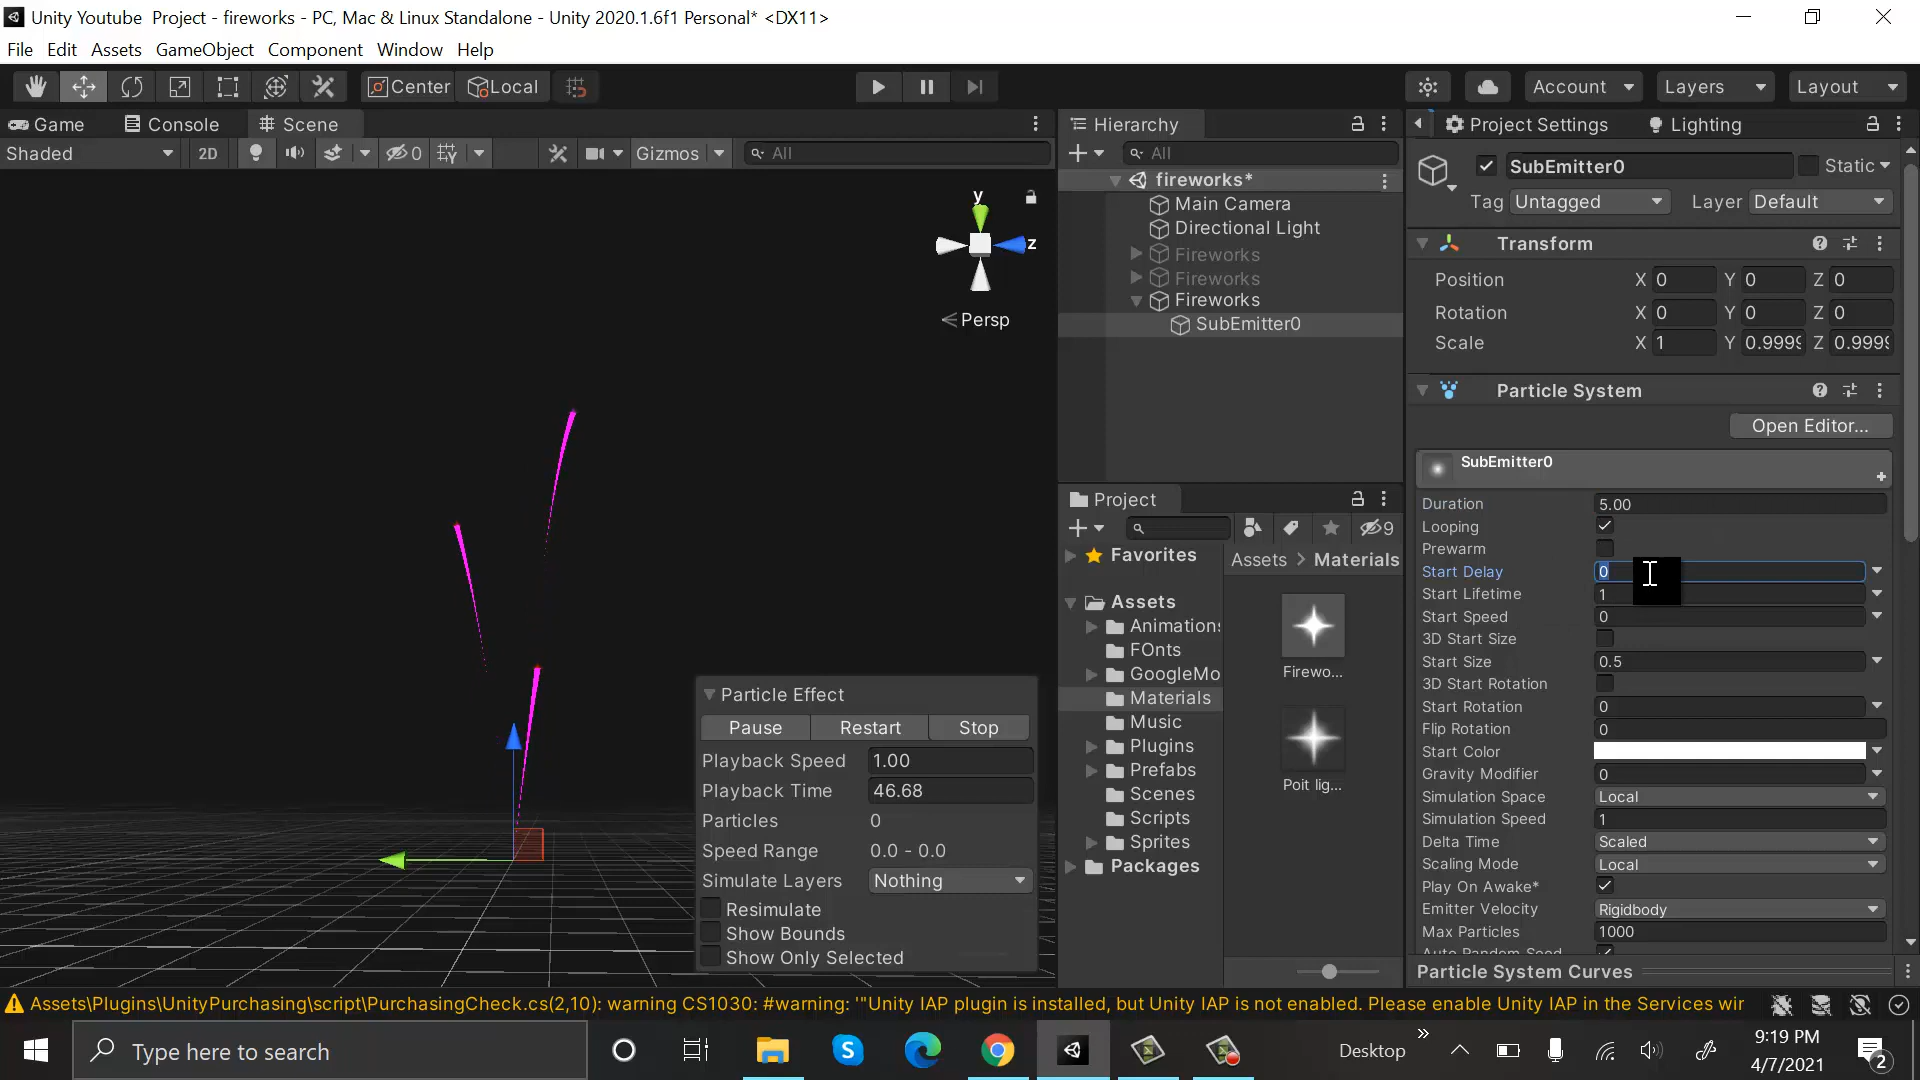 Unity Youtube  Project - fireworks - PC, Mac & Linux Standalone - Unity 2020.1.6f1 Personal* <DX11>
File Edit Assets GameObject Component Window Help
Center Local Account Layers Layout
Game Console Scene
Shaded 2D 0 Gizmos All
y
z
Persp
Particle Effect
Pause Restart Stop
Playback Speed 1.00
Playback Time 46.68
Particles 0
Speed Range 0.0 - 0.0
Simulate Layers Nothing
Resimulate
Show Bounds
Show Only Selected
Hierarchy
All
fireworks*
Main Camera
Directional Light
Fireworks
Fireworks
Fireworks
SubEmitter0
Project
9
Favorites
Assets
Animation
FOnts
GoogleMo
Materials
Music
Plugins
Prefabs
Scenes
Scripts
Sprites
Packages
Assets > Materials
Firewo...
Poit lig...
Project Settings Lighting
SubEmitter0 Static
Tag Untagged Layer Default
Transform
Position X 0 Y 0 Z 0
Rotation X 0 Y 0 Z 0
Scale X 1 Y 0.999 Z 0.999
Particle System
Open Editor...
SubEmitter0
Duration 5.00
Looping
Prewarm
Start Delay 0
Start Lifetime 1
Start Speed 0
3D Start Size
Start Size 0.5
3D Start Rotation
Start Rotation 0
Flip Rotation 0
Start Color
Gravity Modifier 0
Simulation Space Local
Simulation Speed 1
Delta Time Scaled
Scaling Mode Local
Play On Awake*
Emitter Velocity Rigidbody
Max Particles 1000
Auto Random Seed
Particle System Curves
Assets\Plugins\UnityPurchasing\script\PurchasingCheck.cs(2,10): warning CS1030: #warning: '"Unity IAP plugin is installed, but Unity IAP is not enabled. Please enable Unity IAP in the Services wir
Type here to search
Desktop
9:19 PM
4/7/2021
2